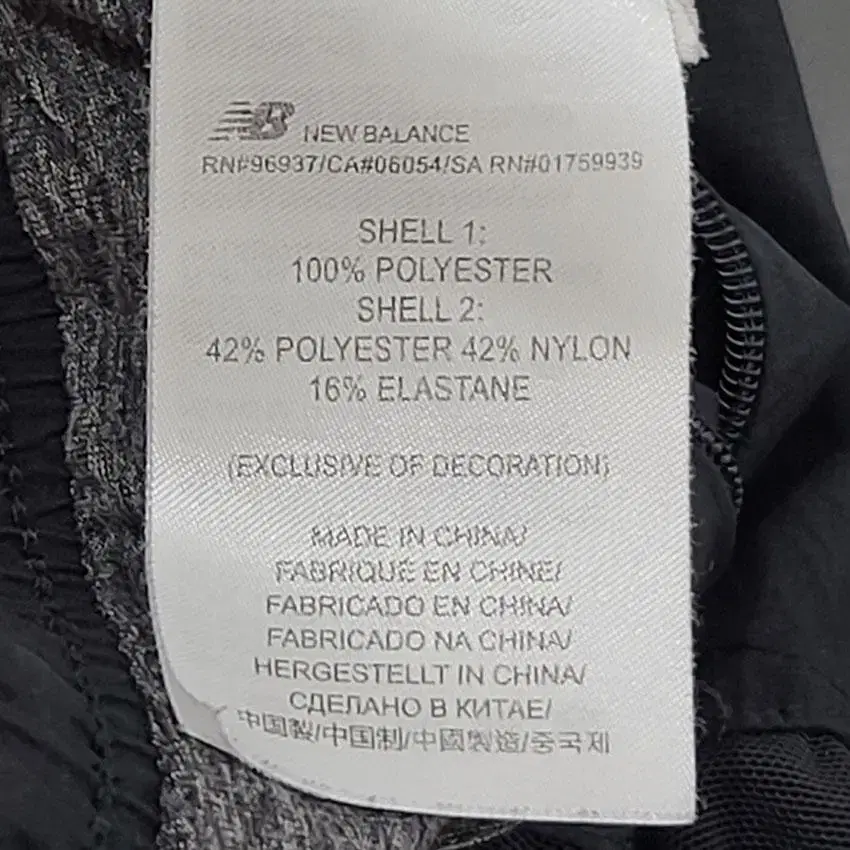 NB NEW BALANCE
RN#96937/CA#06054/SA RN#01759939
SHELL 1:
100% POLYESTER
SHELL 2:
42% POLYESTER 42% NYLON
16% ELASTANE
(EXCLUSIVE OF DECORATION)
MADE IN CHINA/
FABRIQUÉ EN CHINE/
FABRICADO EN CHINA/
FABRICADO NA CHINA/
HERGESTELLT IN CHINA/
СДЕЛАНО В КИТАЕ/
中国製/中国制/中國製造/중국제